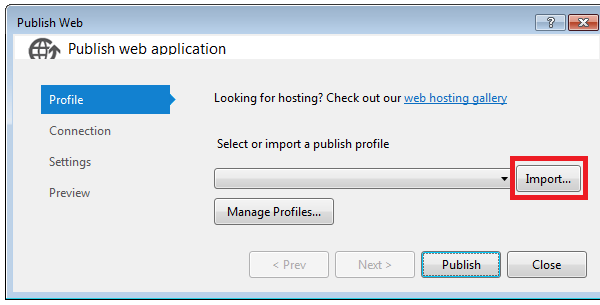 Publish Web
Publish web application
Profile
Connection
Settings
Preview
Looking for hosting? Check out our web hosting gallery
Select or import a publish profile
Import...
Manage Profiles...
< Prev
Next >
Publish
Close